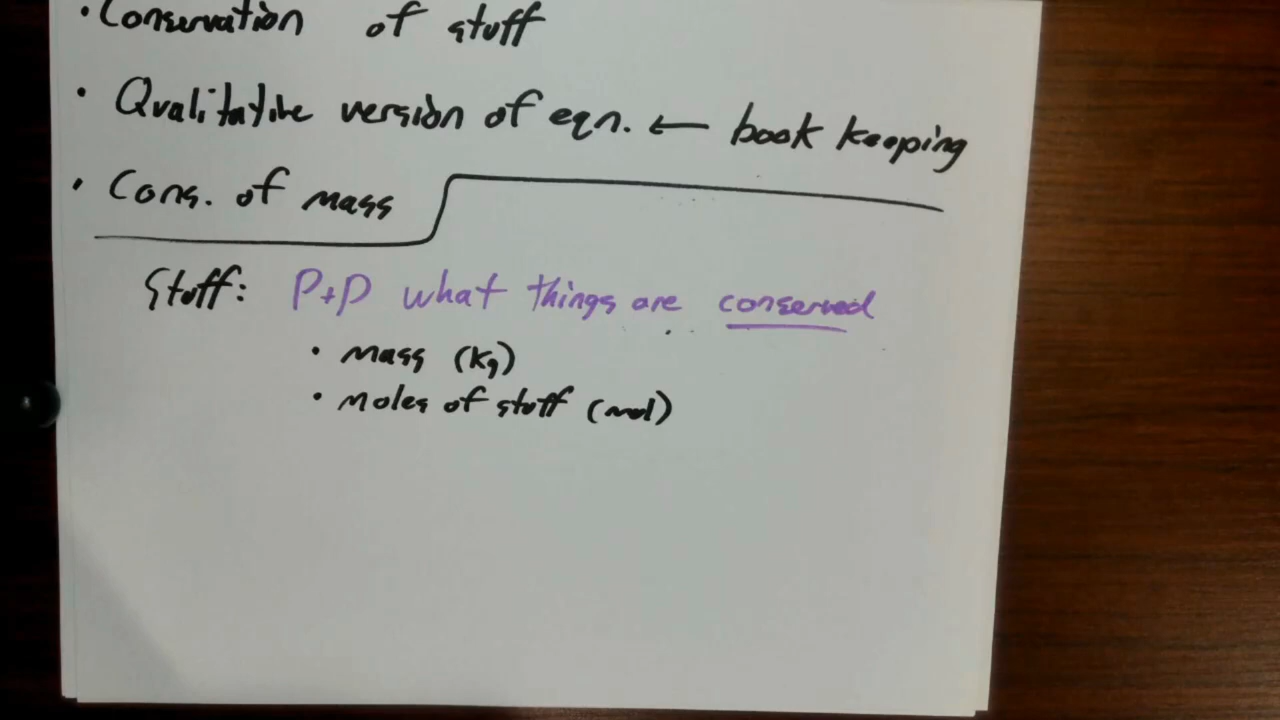 • Conservation of stuff
• Qualitative version of eqn. ← book keeping
• Cons. of mass
Stuff: P+P what things are conserved
• mass (kg)
• moles of stuff (mol)